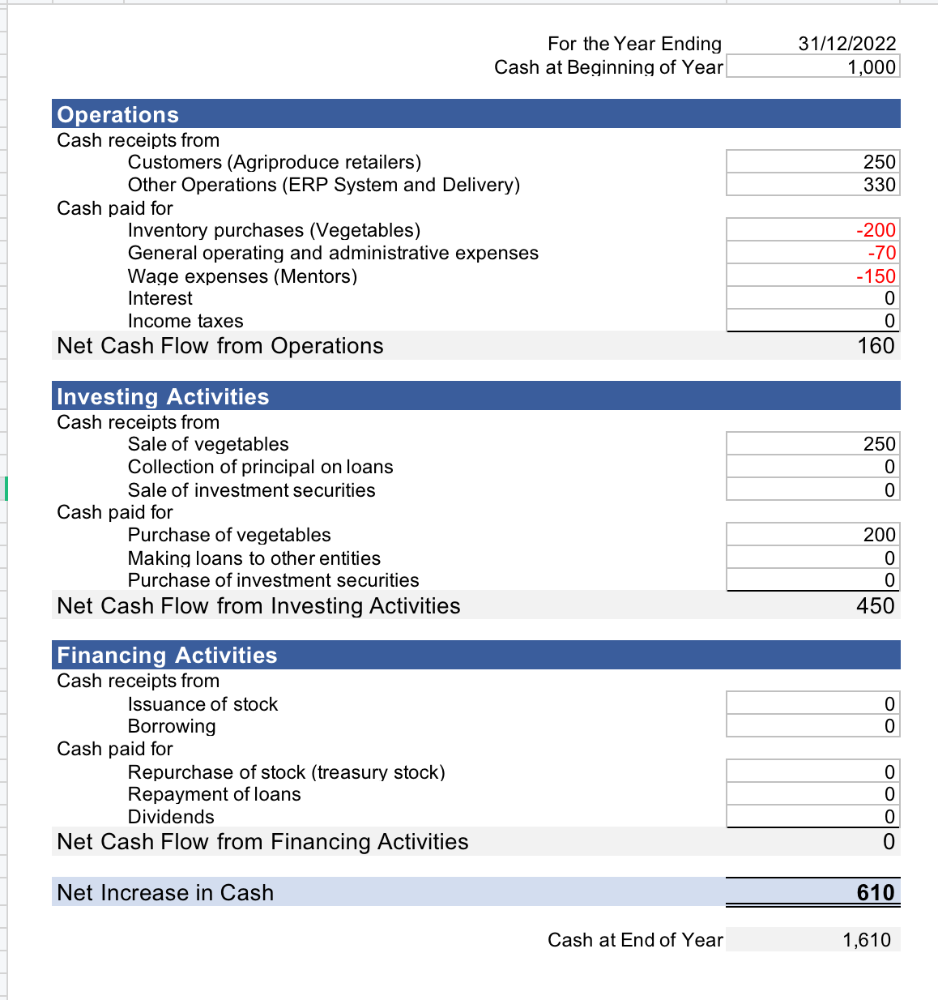 For the Year Ending 31/12/2022
Cash at Beginning of Year 1,000
Operations
Cash receipts from
Customers (Agriproduce retailers) 250
Other Operations (ERP System and Delivery) 330
Cash paid for
Inventory purchases (Vegetables) -200
General operating and administrative expenses -70
Wage expenses (Mentors) -150
Interest 0
Income taxes 0
Net Cash Flow from Operations 160
Investing Activities
Cash receipts from
Sale of vegetables 250
Collection of principal on loans 0
Sale of investment securities 0
Cash paid for
Purchase of vegetables 200
Making loans to other entities 0
Purchase of investment securities 0
Net Cash Flow from Investing Activities 450
Financing Activities
Cash receipts from
Issuance of stock 0
Borrowing 0
Cash paid for
Repurchase of stock (treasury stock) 0
Repayment of loans 0
Dividends 0
Net Cash Flow from Financing Activities 0
Net Increase in Cash 610
Cash at End of Year 1,610